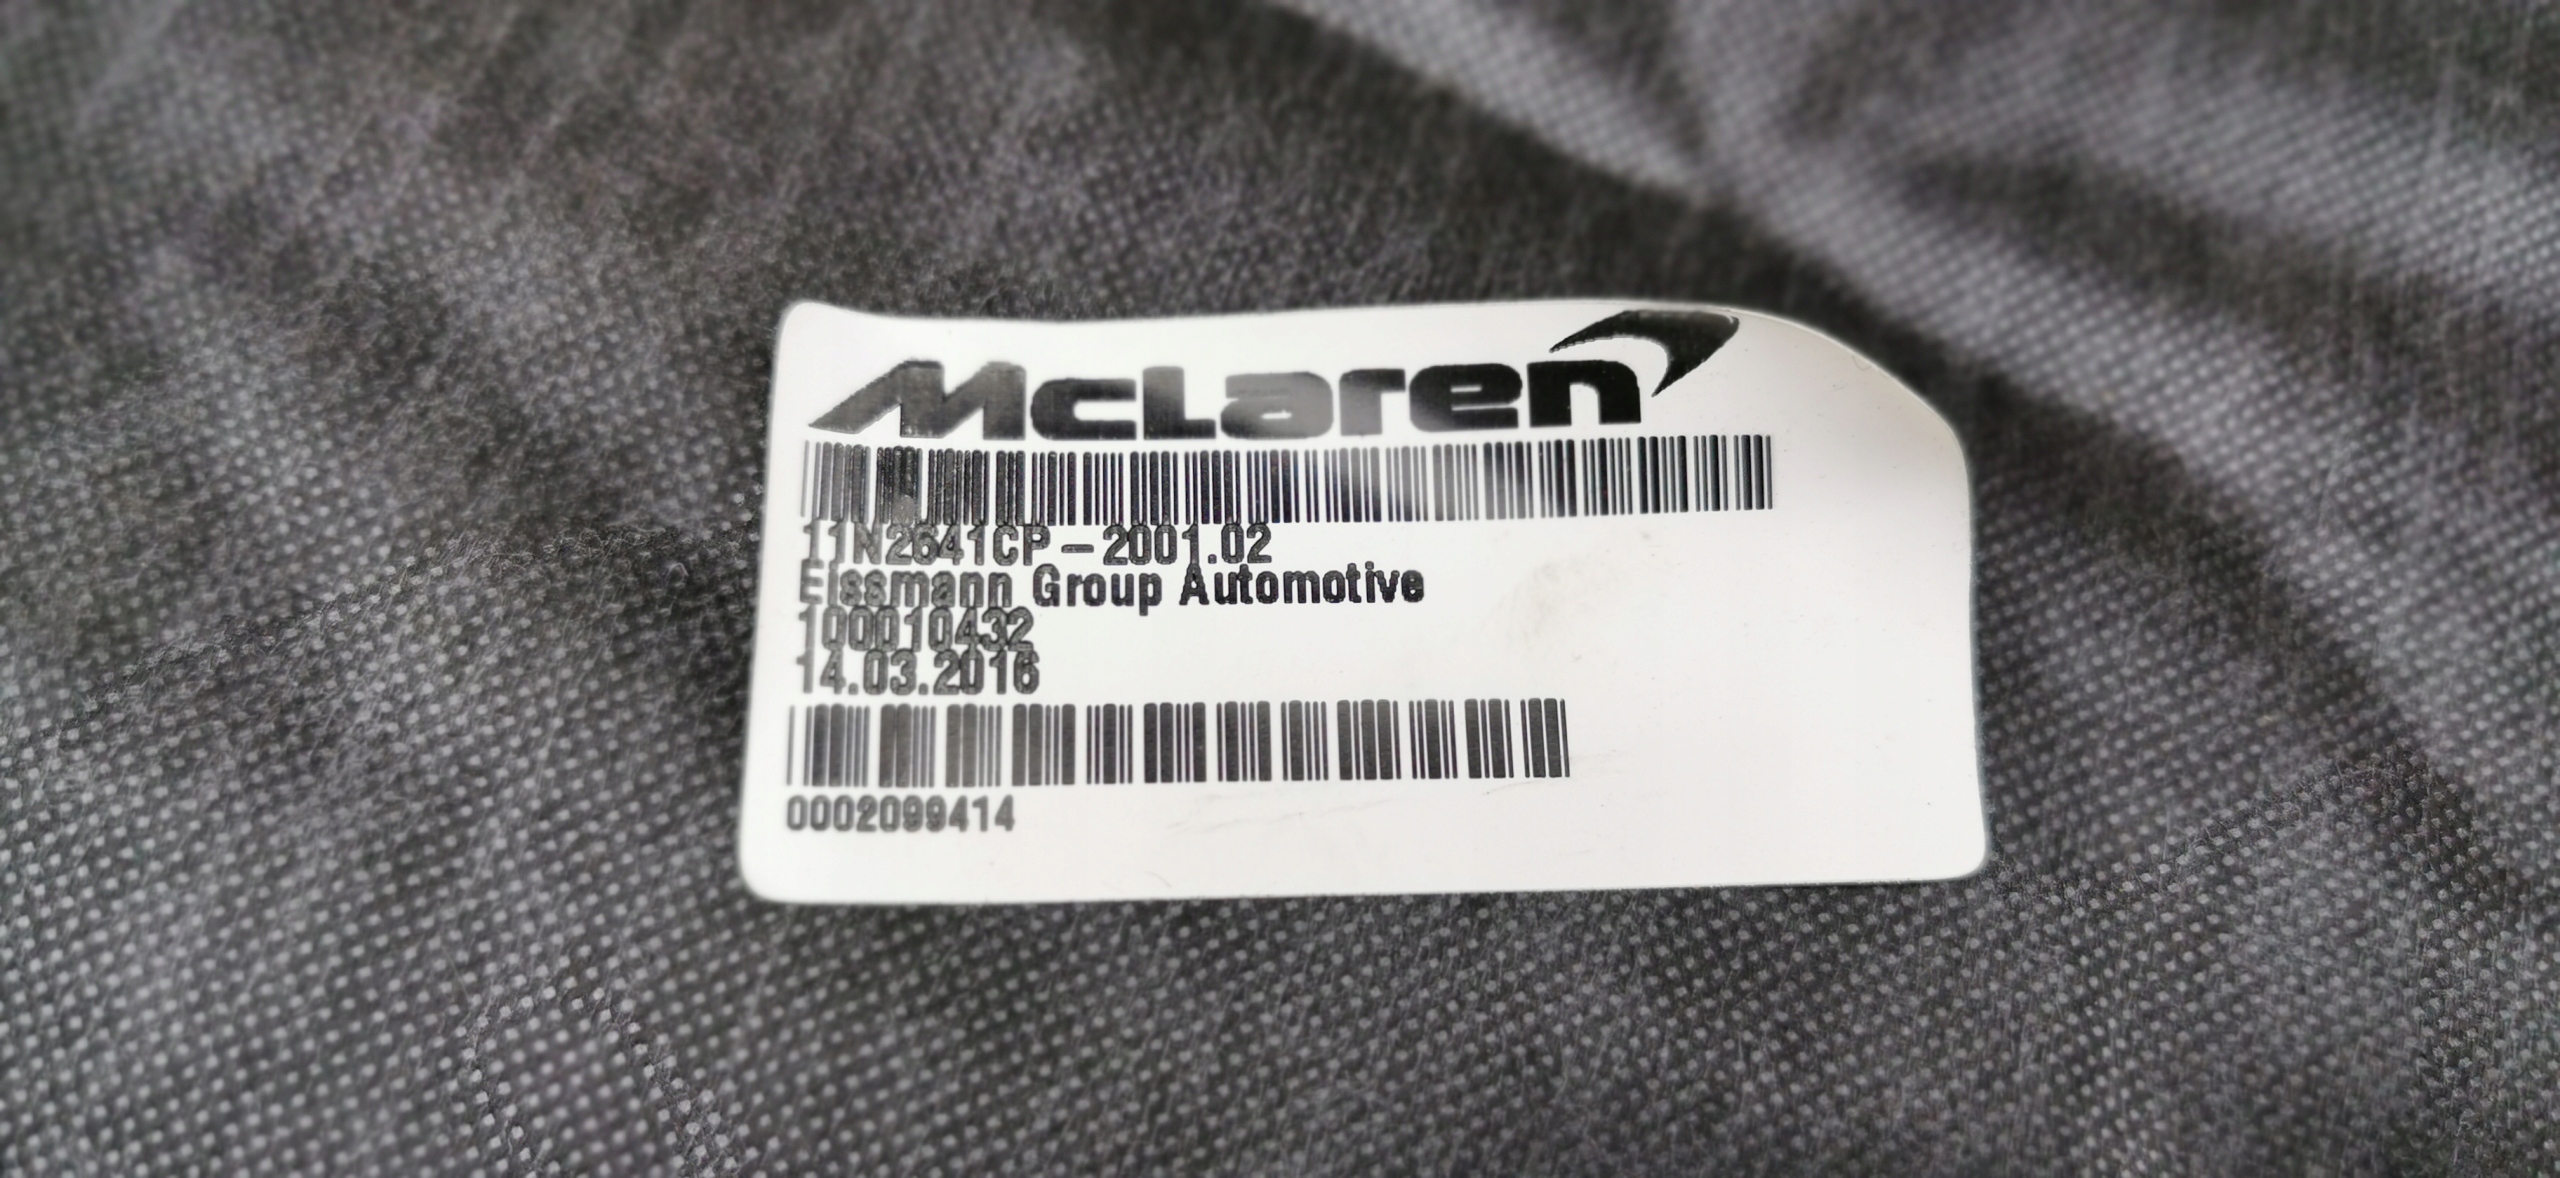 McLaren
11N2641CP-2001.02
Eissmann Group Automotive
100010432
14.03.2016
0002099414